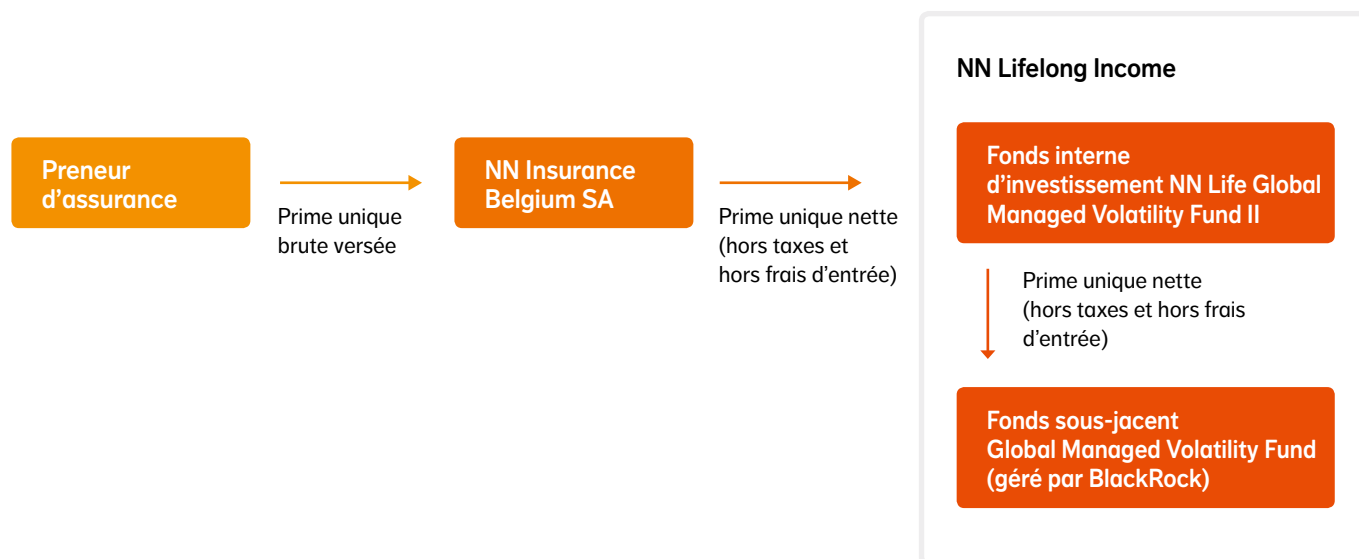 NN Lifelong Income
Preneur
d'assurance
Prime unique
brute versée
NN Insurance
Belgium SA
Prime unique nette
(hors taxes et
hors frais d'entrée)
Fonds interne
d'investissement NN Life Global
Managed Volatility Fund II
Prime unique nette
(hors taxes et hors frais
d'entrée)
Fonds sous-jacent
Global Managed Volatility Fund
(géré par BlackRock)